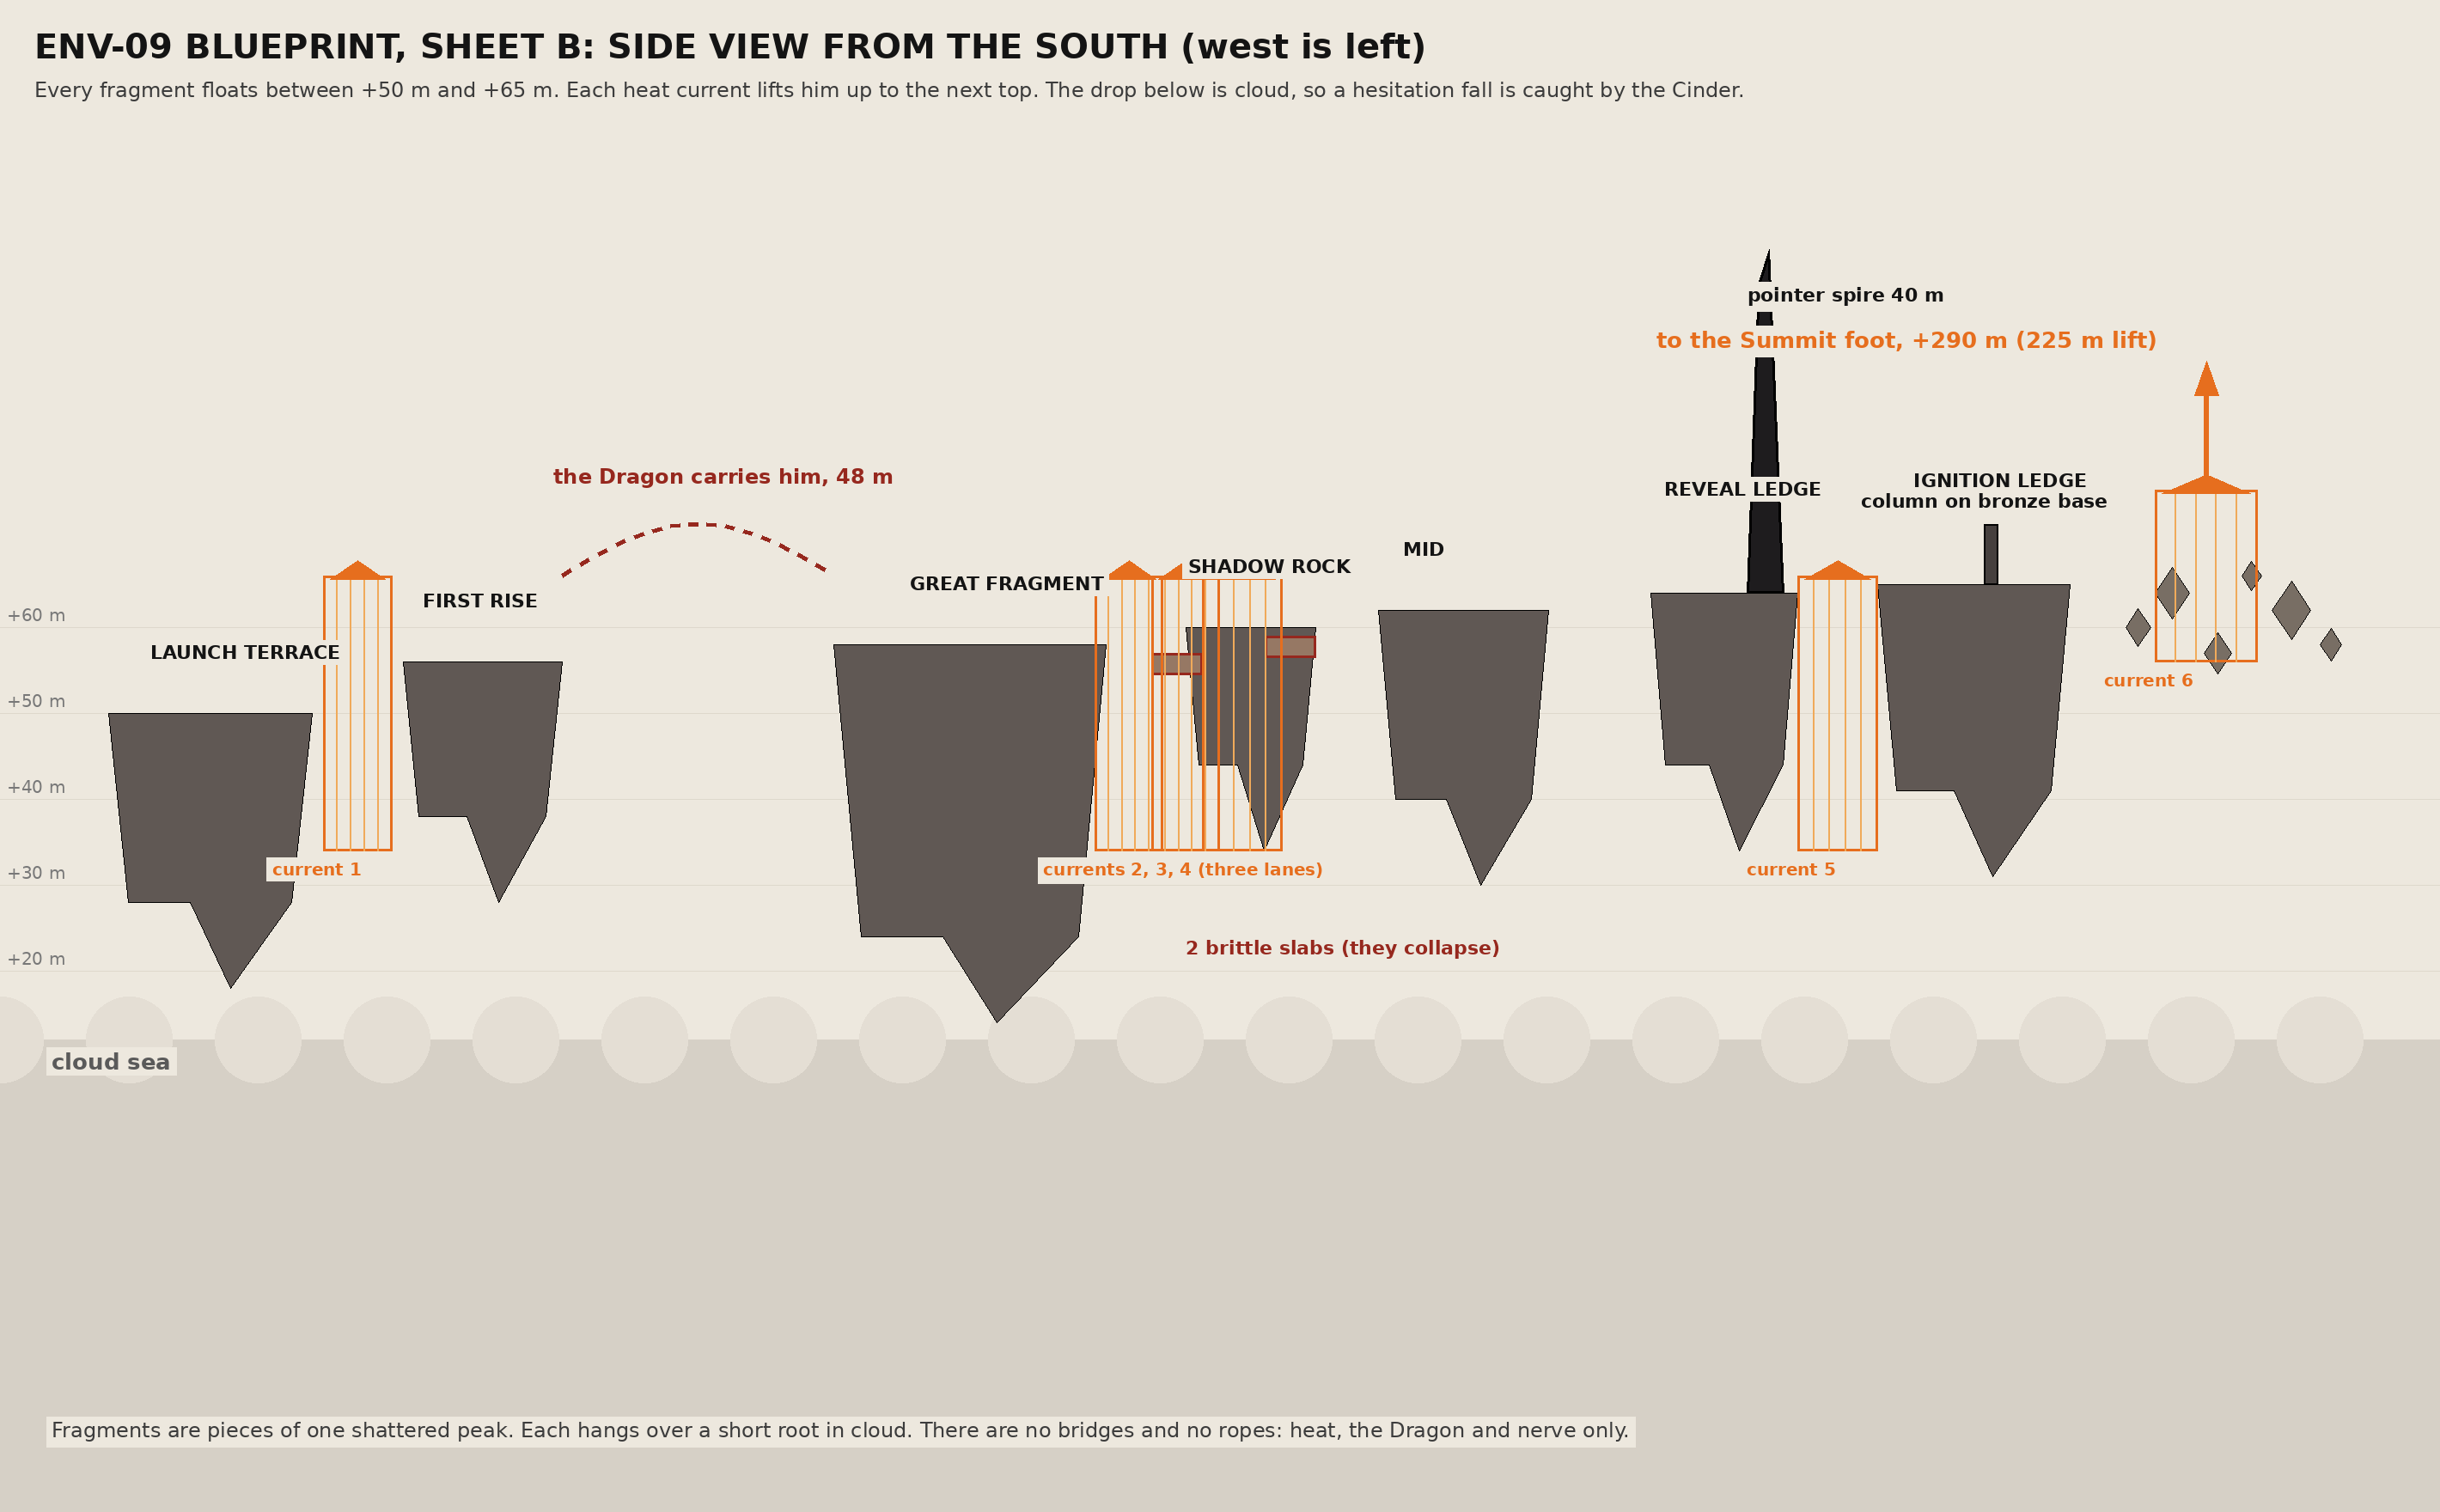 ENV-09 BLUEPRINT, SHEET B: SIDE VIEW FROM THE SOUTH (west is left)
Every fragment floats between +50 m and +65 m. Each heat current lifts him up to the next top. The drop below is cloud, so a hesitation fall is caught by the Cinder.
pointer spire 40 m
to the Summit foot, +290 m (225 m lift)
the Dragon carries him, 48 m
REVEAL LEDGE
IGNITION LEDGE
column on bronze base
MID
SHADOW ROCK
GREAT FRAGMENT
FIRST RISE
LAUNCH TERRACE
+60 m
+50 m
+40 m
+30 m
+20 m
current 6
current 1
currents 2, 3, 4 (three lanes)
current 5
2 brittle slabs (they collapse)
cloud sea
Fragments are pieces of one shattered peak. Each hangs over a short root in cloud. There are no bridges and no ropes: heat, the Dragon and nerve only.